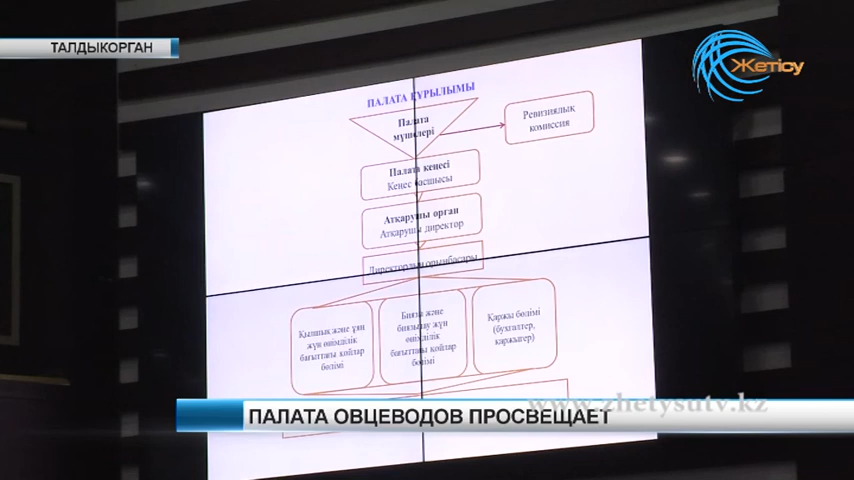 ТАЛДЫКОРГАН
Жетісу
ПАЛАТА ҚҰРЫЛЫМЫ
Палата
мүшелері
Ревизиялық
комиссия
Палата кеңесі
Кеңес басшысы
Атқарушы орган
Атқарушы директор
Директордың орынбасары
Қылшық және ұяң
жүн өнімділік
бағыттағы қойлар
бөлімі
Биязы және
биязылау жүн
өнімділік
бағыттағы қойлар
бөлімі
Қаржы бөлімі
(бухгалтер,
қаржыгер)
www.zhetysutv.kz
ПАЛАТА ОВЦЕВОДОВ ПРОСВЕЩАЕТ